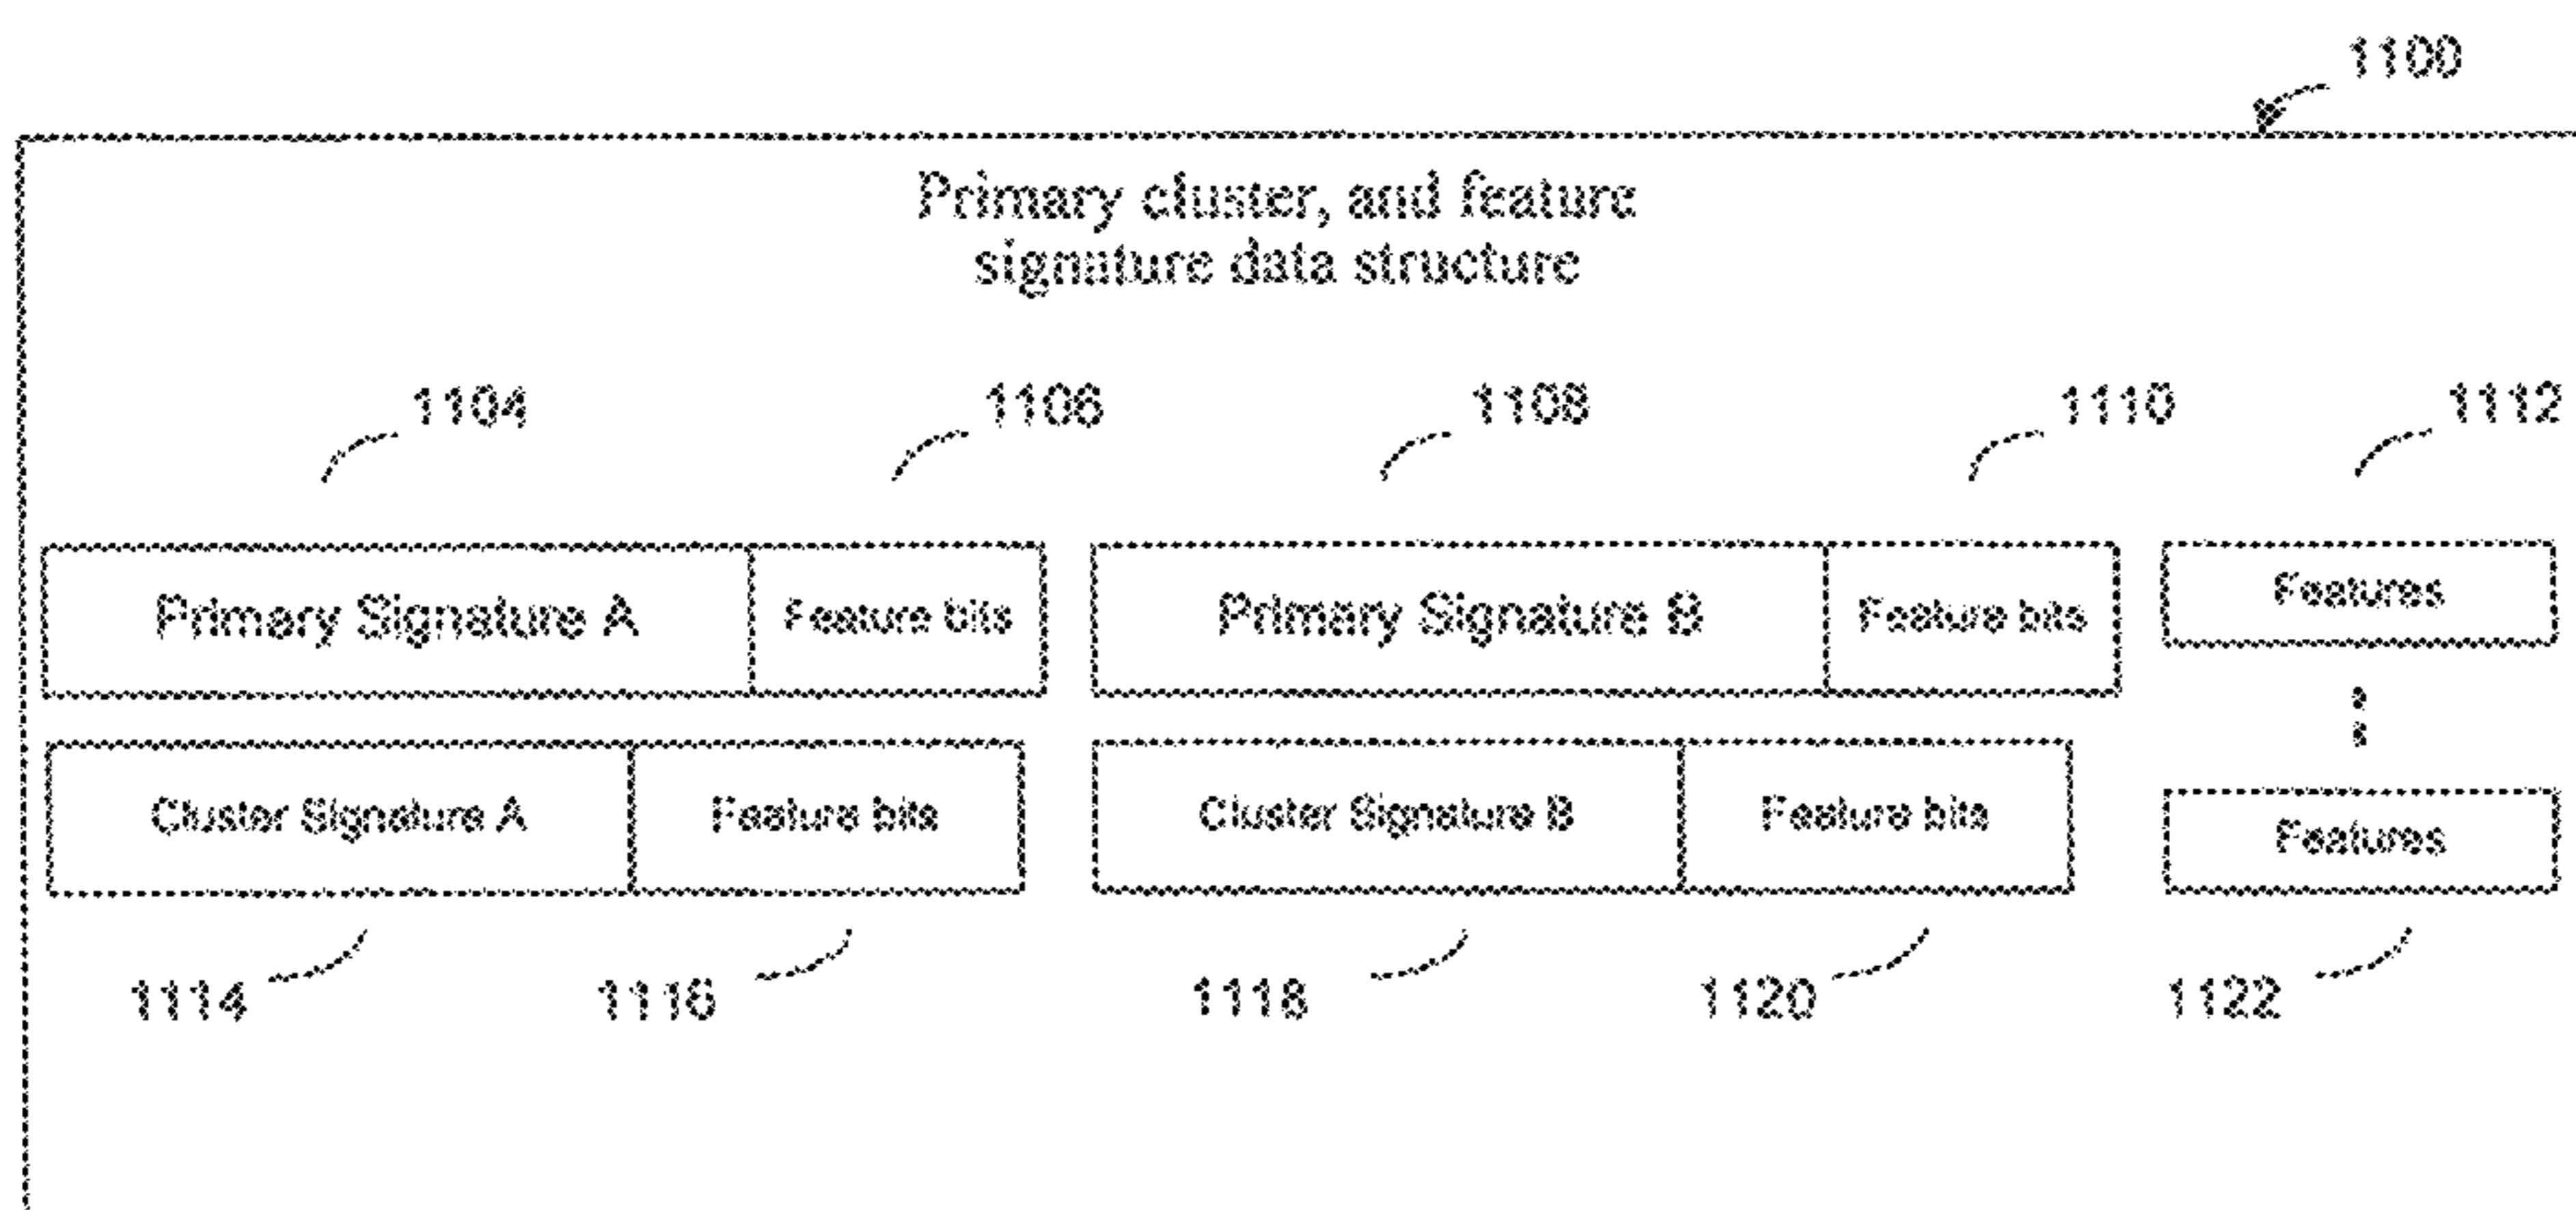 1100
Primary cluster, and feature
signature data structure
1104 1106 1108 1110 1112
Primary Signature A Feature bits Primary Signature B Feature bits Features
Cluster Signature A Feature bits Cluster Signature B Feature bits Features
1114 1116 1118 1120 1122